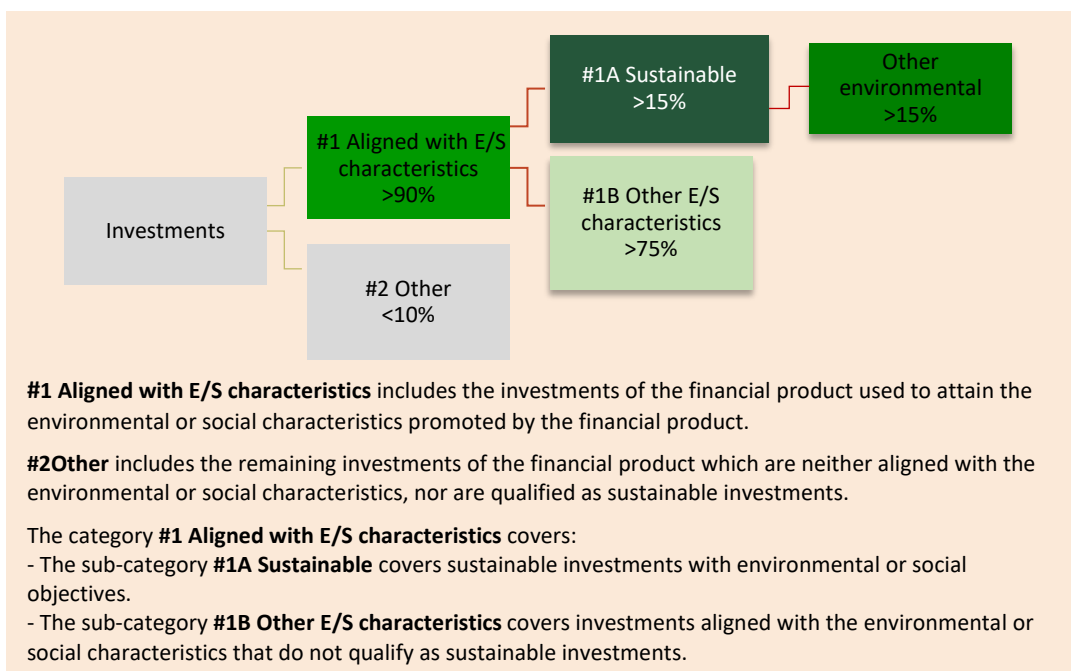 #1A Sustainable
>15%
Other
environmental
>15%
#1 Aligned with E/S
characteristics
>90%
#1B Other E/S
characteristics
>75%
Investments
#2 Other
<10%
#1 Aligned with E/S characteristics includes the investments of the financial product used to attain the
environmental or social characteristics promoted by the financial product.
#2Other includes the remaining investments of the financial product which are neither aligned with the
environmental or social characteristics, nor are qualified as sustainable investments.
The category #1 Aligned with E/S characteristics covers:
- The sub-category #1A Sustainable covers sustainable investments with environmental or social
objectives.
- The sub-category #1B Other E/S characteristics covers investments aligned with the environmental or
social characteristics that do not qualify as sustainable investments.